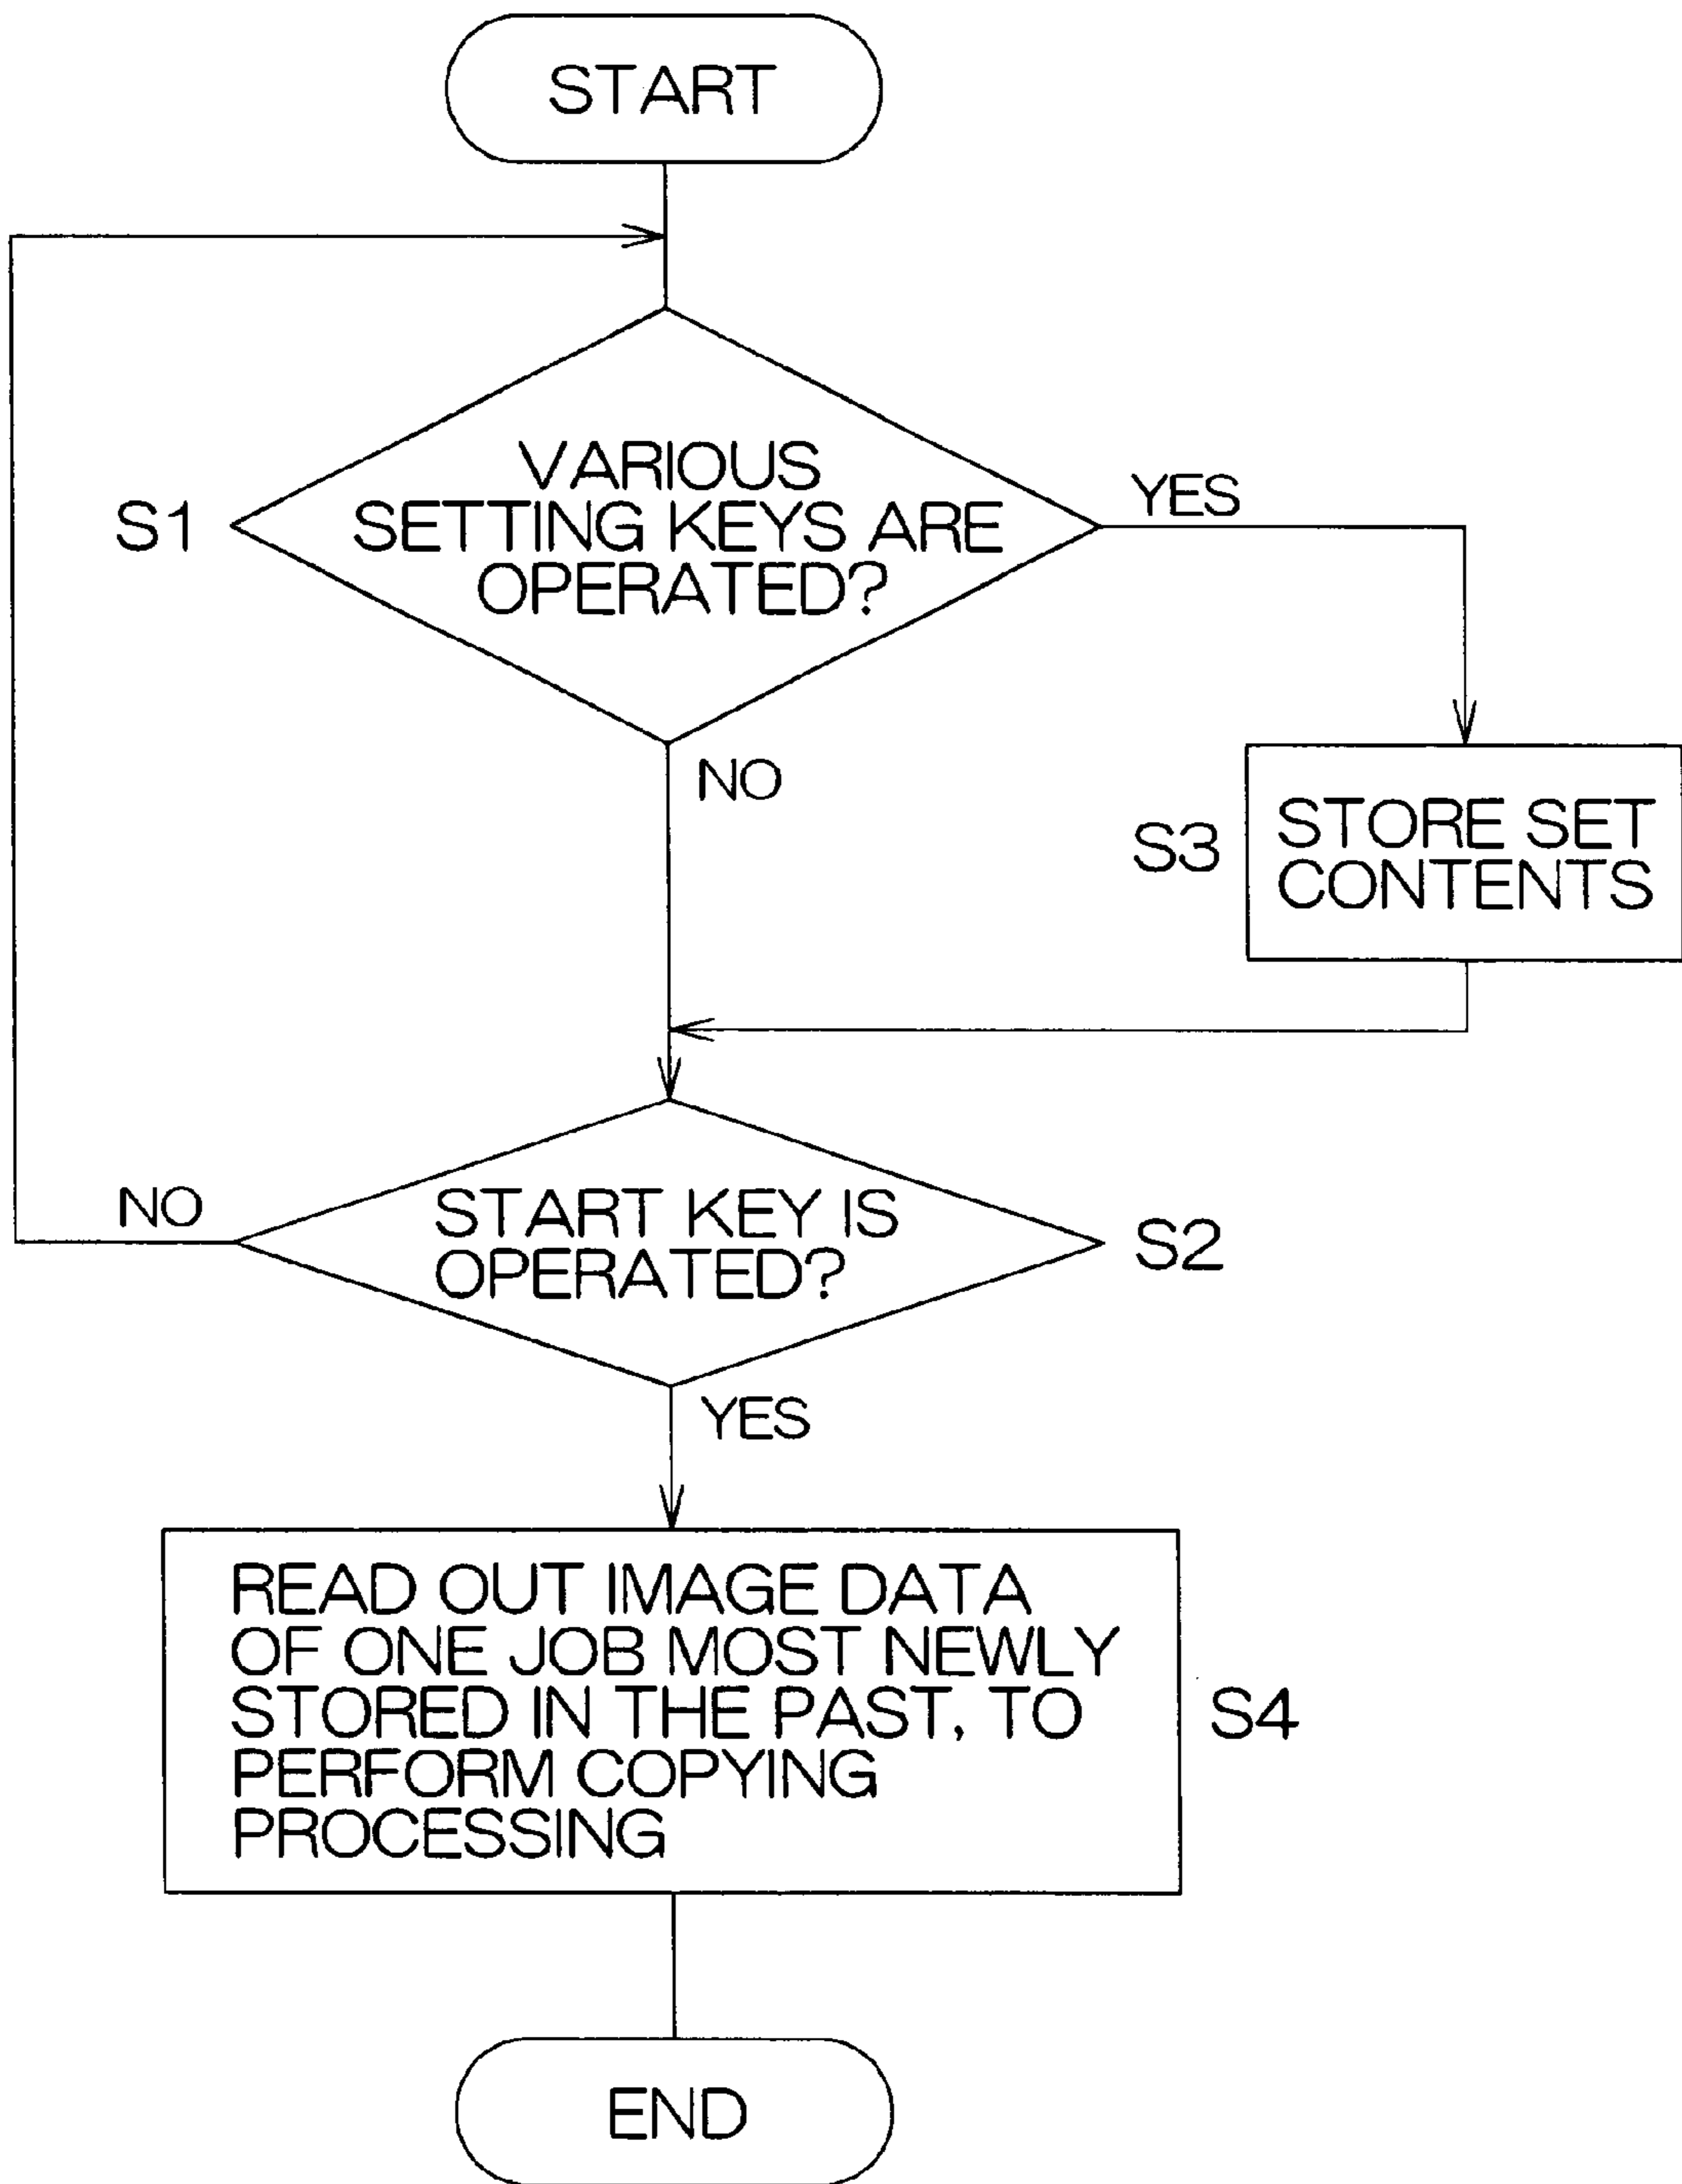 START
VARIOUS
SETTING KEYS ARE
OPERATED?
S1
YES
NO
S3
STORE SET
CONTENTS
NO
START KEY IS
OPERATED?
S2
YES
READ OUT IMAGE DATA
OF ONE JOB MOST NEWLY
STORED IN THE PAST, TO
PERFORM COPYING
PROCESSING
S4
END